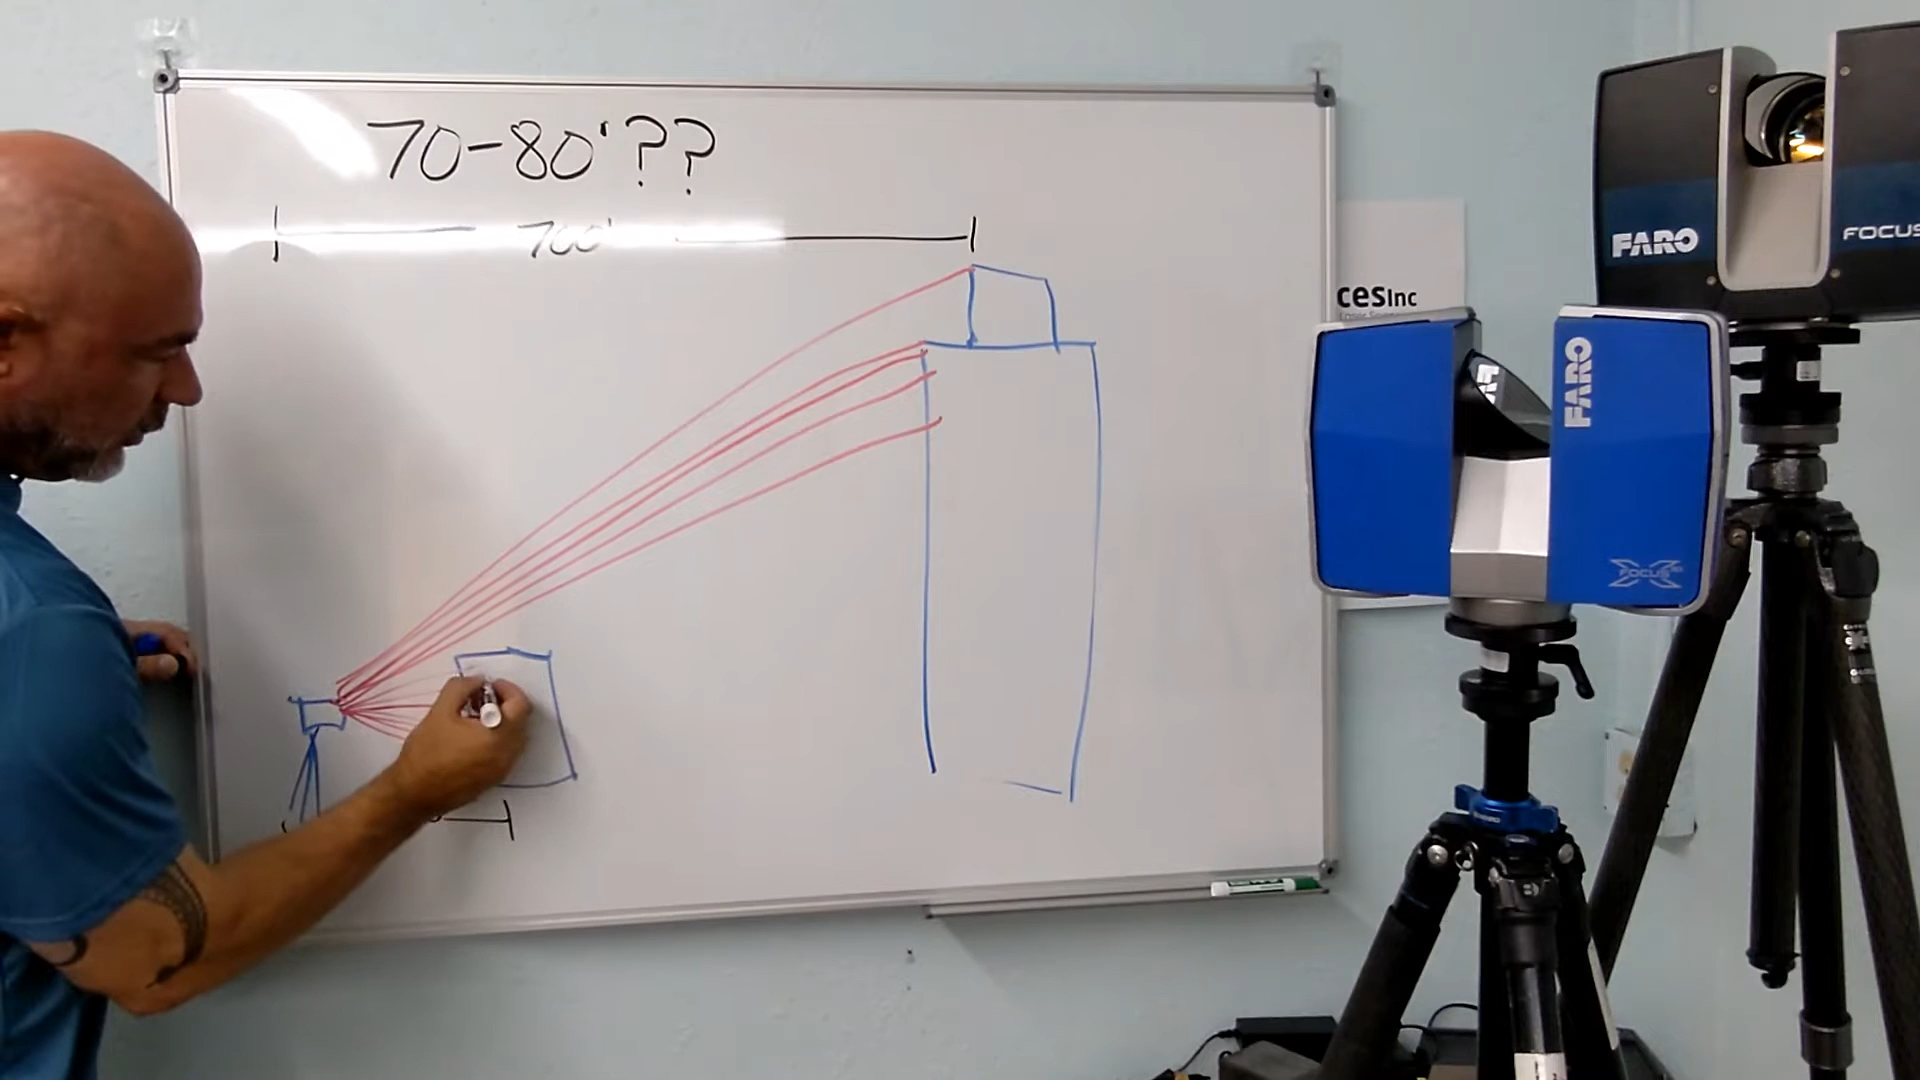 70-80'??
700'
FARO
FOCUS
cesInc
FARO
FOCUS